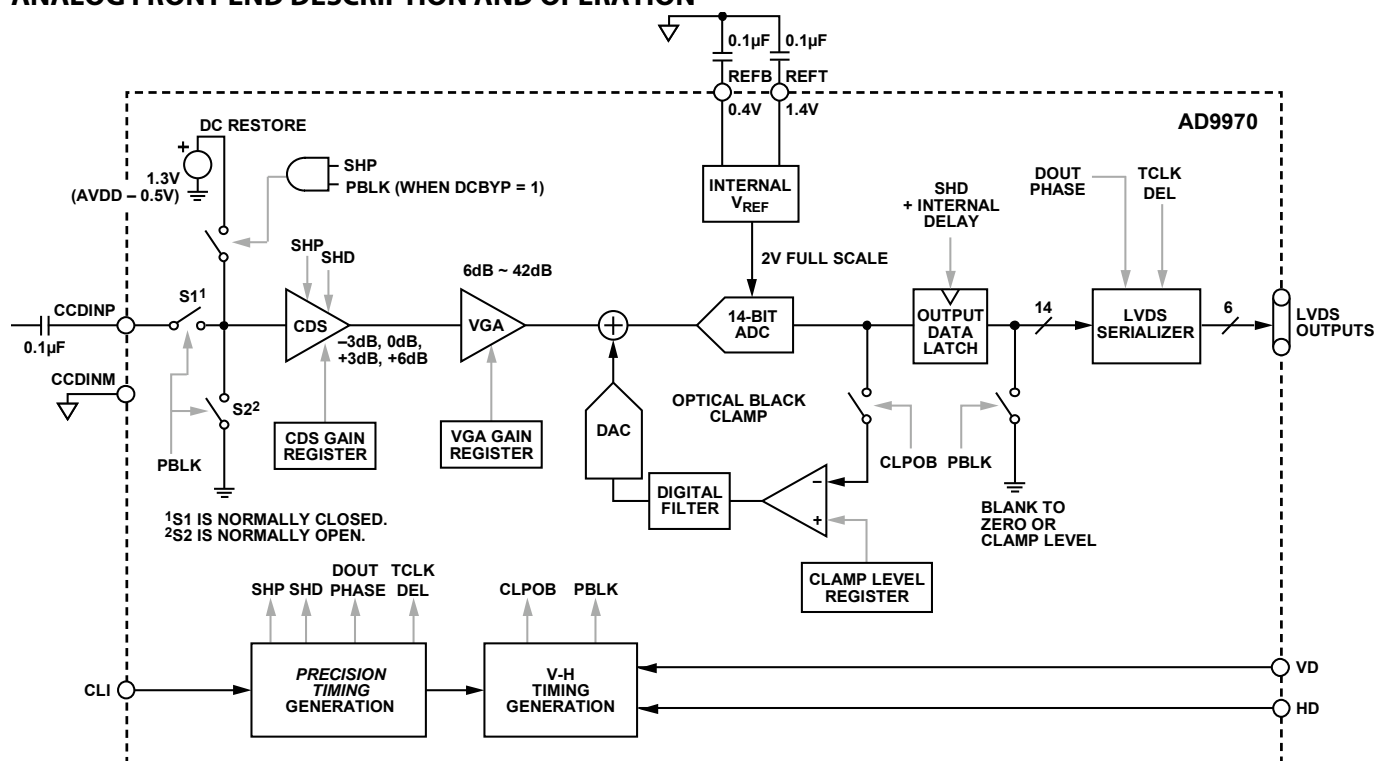 ANALOG FRONT END DESCRIPTION AND OPERATION
0.1µF
0.1µF
REFB
REFT
0.4V
1.4V
AD9970
DC RESTORE
+
1.3V
(AVDD – 0.5V)
SHP
PBLK (WHEN DCBYP = 1)
INTERNAL
VREF
SHD
+ INTERNAL
DELAY
DOUT
PHASE
TCLK
DEL
2V FULL SCALE
SHP
SHD
6dB ~ 42dB
CCDINP
S1¹
0.1µF
CDS
–3dB, 0dB,
+3dB, +6dB
VGA
+
14-BIT
ADC
OUTPUT
DATA
LATCH
14
LVDS
SERIALIZER
6
LVDS
OUTPUTS
CCDINM
S2²
PBLK
CDS GAIN
REGISTER
VGA GAIN
REGISTER
DAC
OPTICAL BLACK
CLAMP
CLPOB
PBLK
DIGITAL
FILTER
–
+
BLANK TO
ZERO OR
CLAMP LEVEL
¹S1 IS NORMALLY CLOSED.
²S2 IS NORMALLY OPEN.
CLAMP LEVEL
REGISTER
SHP
SHD
DOUT
PHASE
TCLK
DEL
CLPOB
PBLK
CLI
PRECISION
TIMING
GENERATION
V-H
TIMING
GENERATION
VD
HD